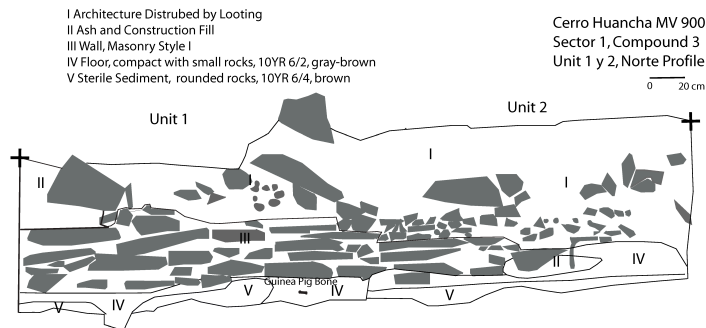 I Architecture Distrubed by Looting
II Ash and Construction Fill
III Wall, Masonry Style I
IV Floor, compact with small rocks, 10YR 6/2, gray-brown
V Sterile Sediment, rounded rocks, 10YR 6/4, brown
Cerro Huancha MV 900
Sector 1, Compound 3
Unit 1 y 2, Norte Profile
0 20 cm
Unit 1
Unit 2
I
II
I
I
III
II
IV
Guinea Pig Bone
V
IV
V
IV
V